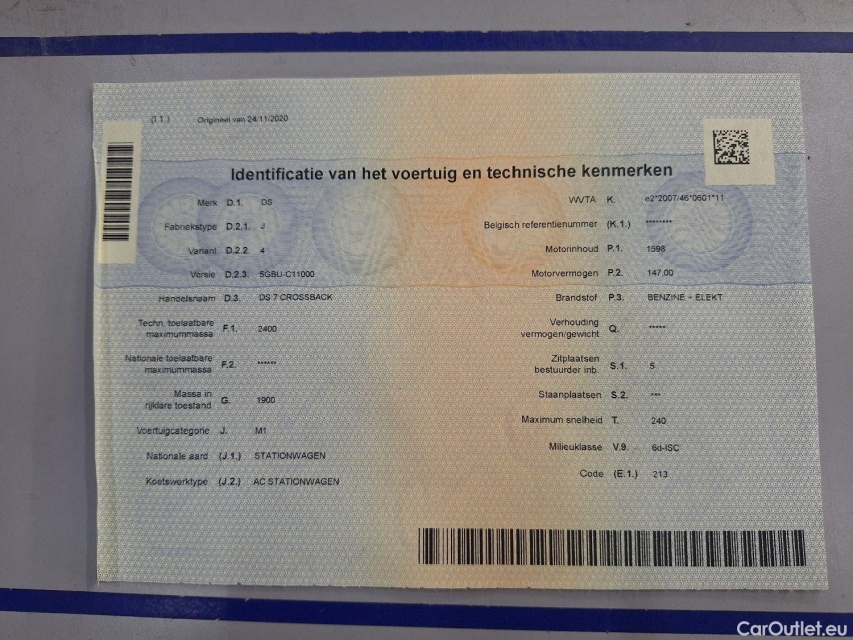 (I.1.) Origineel van 24/11/2020
Identificatie van het voertuig en technische kenmerken
Merk D.1. DS
Fabriekstype D.2.1. J
Variant D.2.2. 4
Versie D.2.3. 5GBU-C11000
Handelsnaam D.3. DS 7 CROSSBACK
Techn. toelaatbare
maximummassa F.1. 2400
Nationale toelaatbare
maximummassa F.2. ******
Massa in
rijklare toestand G. 1900
Voertuigcategorie J. M1
Nationale aard (J.1.) STATIONWAGEN
Koetswerktype (J.2.) AC STATIONWAGEN
WVTA K. e2*2007/46*0601*11
Belgisch referentienummer (K.1.) ********
Motorinhoud P.1. 1598
Motorvermogen P.2. 147.00
Brandstof P.3. BENZINE + ELEKT
Verhouding
vermogen/gewicht Q. *****
Zitplaatsen
bestuurder inb. S.1. 5
Staanplaatsen S.2. ***
Maximum snelheid T. 240
Milieuklasse V.9. 6d-ISC
Code (E.1.) 213
CarOutlet.eu